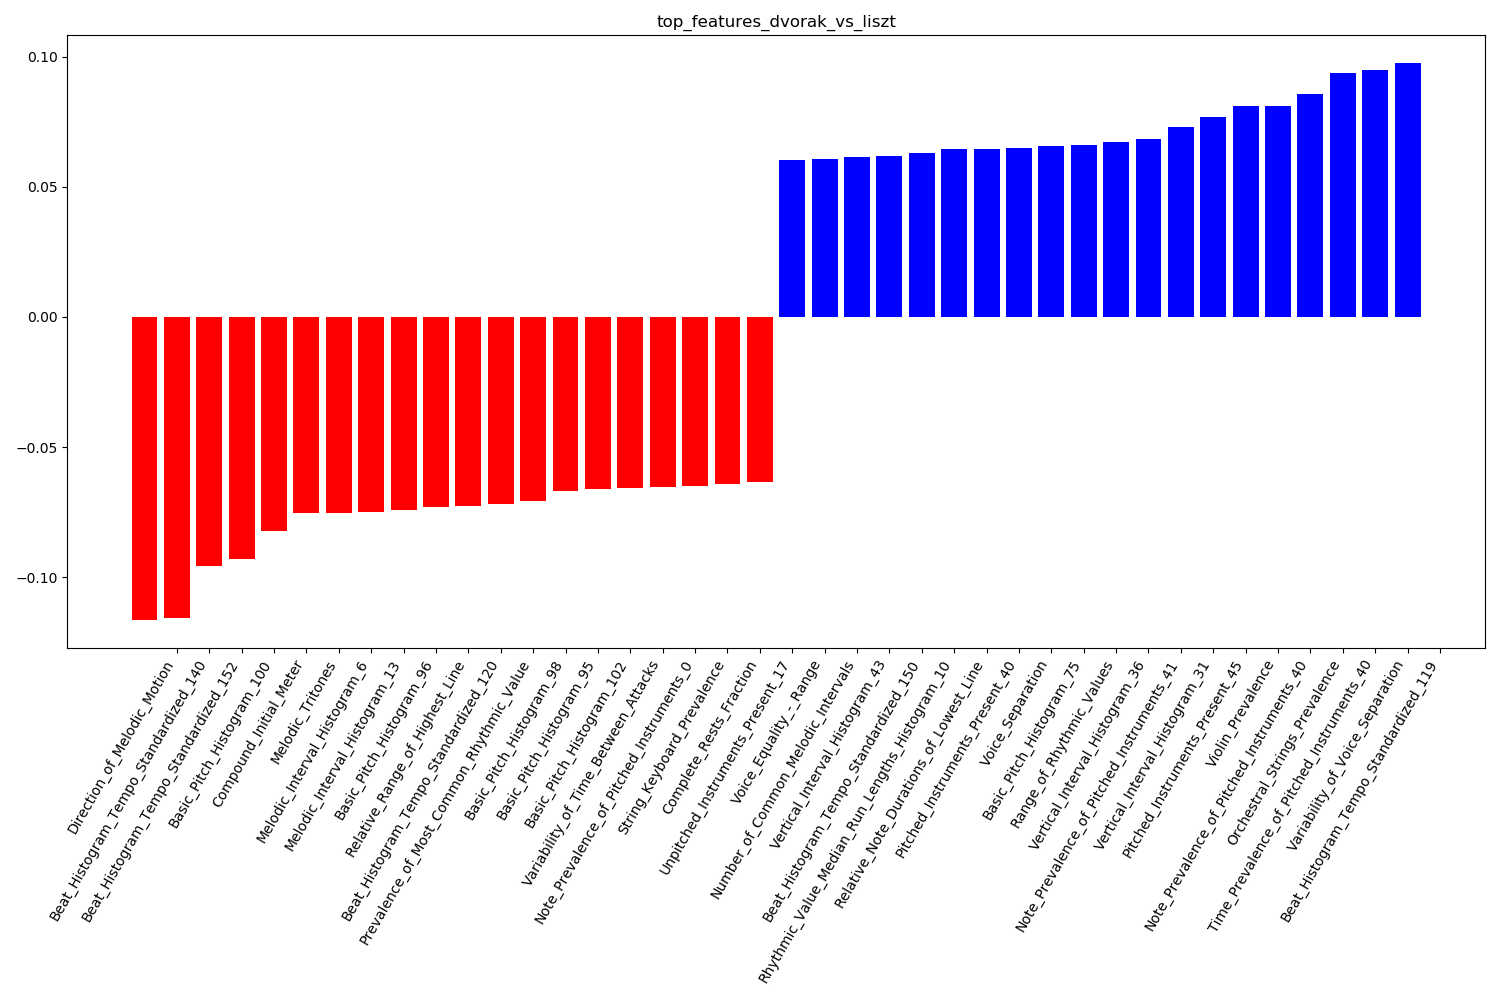 top_features_dvorak_vs_liszt
0.10
0.05
0.00
−0.05
−0.10
Direction_of_Melodic_Motion
Beat_Histogram_Tempo_Standardized_140
Beat_Histogram_Tempo_Standardized_152
Basic_Pitch_Histogram_100
Compound_Initial_Meter
Melodic_Tritones
Melodic_Interval_Histogram_6
Melodic_Interval_Histogram_13
Basic_Pitch_Histogram_96
Relative_Range_of_Highest_Line
Beat_Histogram_Tempo_Standardized_120
Prevalence_of_Most_Common_Rhythmic_Value
Basic_Pitch_Histogram_98
Basic_Pitch_Histogram_95
Basic_Pitch_Histogram_102
Variability_of_Time_Between_Attacks
Note_Prevalence_of_Pitched_Instruments_0
String_Keyboard_Prevalence
Complete_Rests_Fraction
Unpitched_Instruments_Present_17
Voice_Equality_-_Range
Number_of_Common_Melodic_Intervals
Vertical_Interval_Histogram_43
Beat_Histogram_Tempo_Standardized_150
Rhythmic_Value_Median_Run_Lengths_Histogram_10
Relative_Note_Durations_of_Lowest_Line
Pitched_Instruments_Present_40
Voice_Separation
Basic_Pitch_Histogram_75
Range_of_Rhythmic_Values
Vertical_Interval_Histogram_36
Note_Prevalence_of_Pitched_Instruments_41
Vertical_Interval_Histogram_31
Pitched_Instruments_Present_45
Violin_Prevalence
Note_Prevalence_of_Pitched_Instruments_40
Orchestral_Strings_Prevalence
Time_Prevalence_of_Pitched_Instruments_40
Variability_of_Voice_Separation
Beat_Histogram_Tempo_Standardized_119